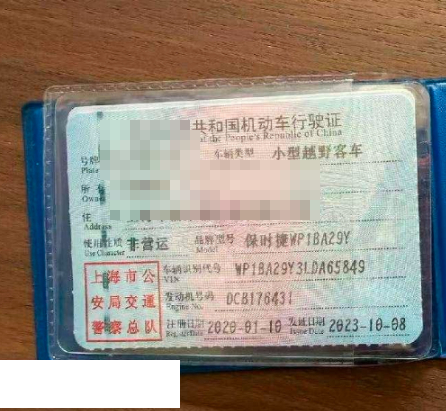 共和国机动车行驶证
the People's Republic of China
号牌 车辆类型 小型越野客车
Plate
所
Owner
住
Address
使用性质 非营运 品牌型号 保时捷WP1BA29Y
Use Character Model
上海市公 车辆识别代号 WP1BA29Y3LDA65849
VIN
安局交通 发动机号码 DCB176431
Engine No.
警察总队 注册日期 2020-01-10 发证日期 2023-10-08
Register Date Issue Date